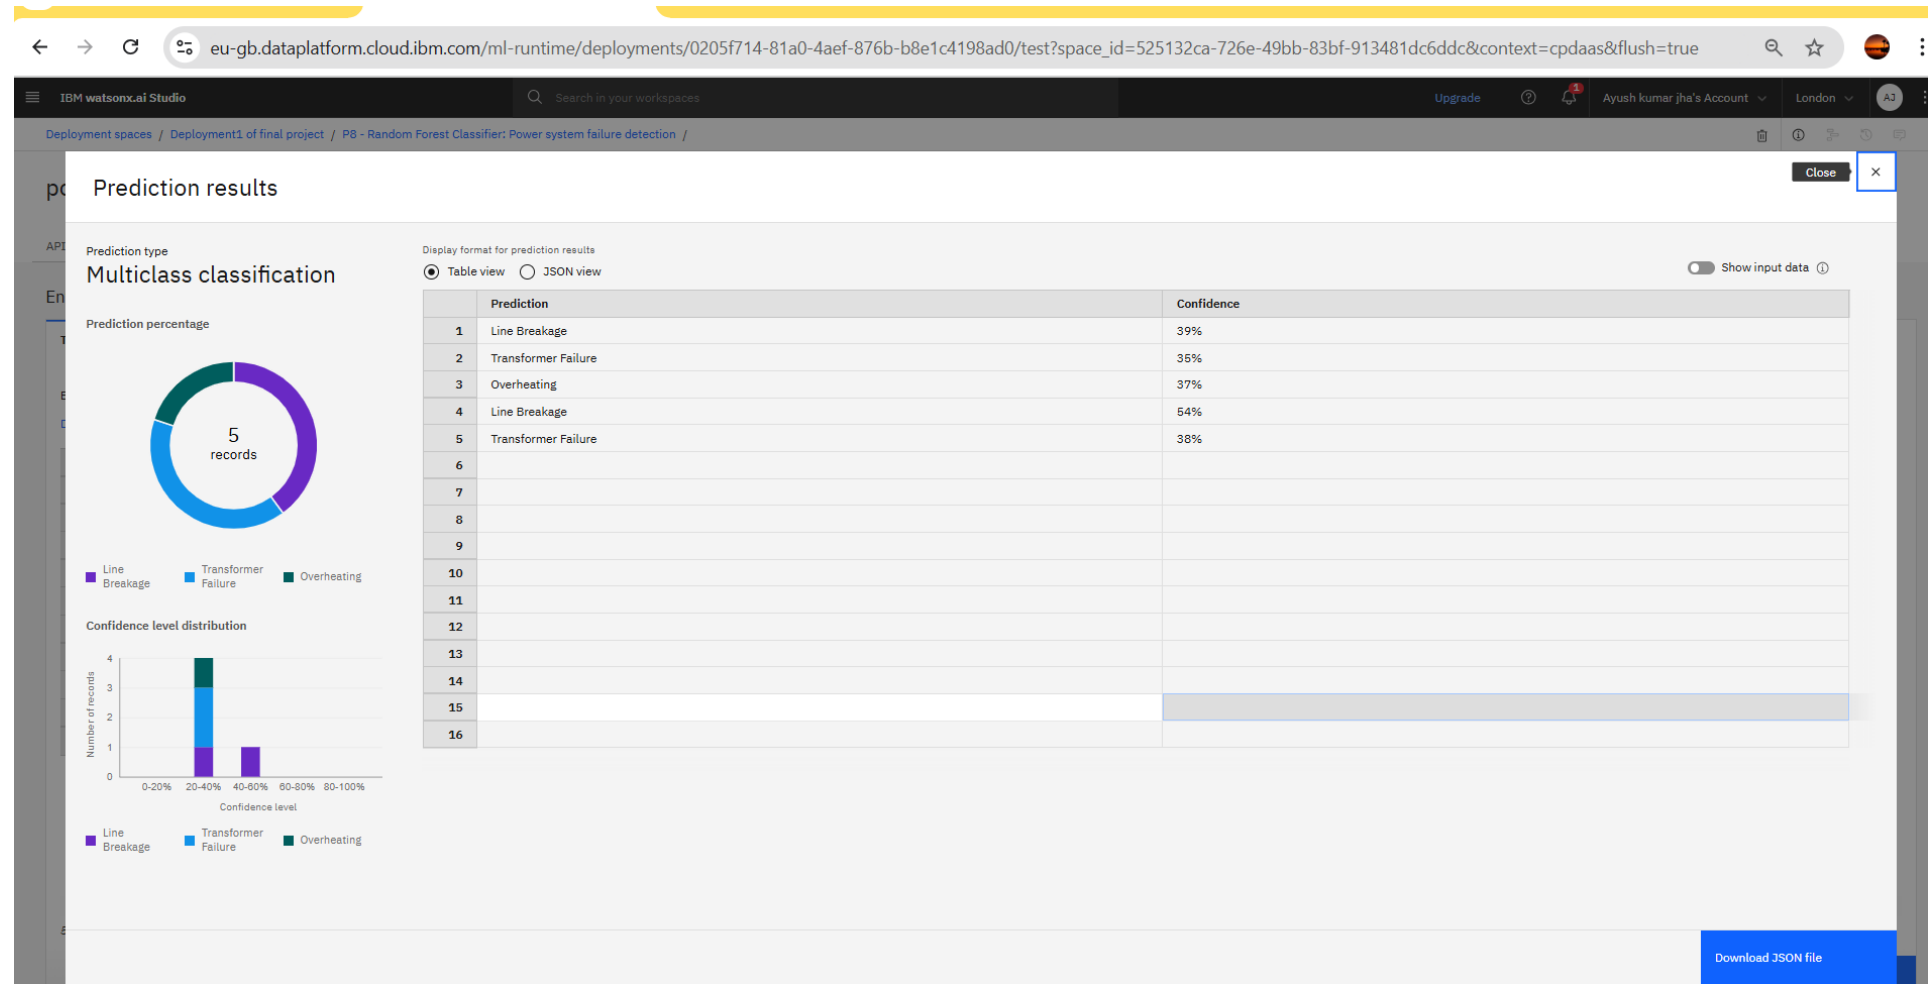 eu-gb.dataplatform.cloud.ibm.com/ml-runtime/deployments/0205f714-81a0-4aef-876b-b8e1c4198ad0/test?space_id=525132ca-726e-49bb-83bf-913481dc6ddc&context=cpdaas&flush=true
IBM watsonx.ai Studio
Search in your workspaces
Upgrade
1
Ayush kumar jha's Account
London
AJ
Deployment spaces / Deployment1 of final project / P8 - Random Forest Classifier: Power system failure detection /
Prediction results
Close
API
Prediction type
Multiclass classification
Display format for prediction results
Table view
JSON view
Show input data
Prediction percentage
5
records
Line Breakage
Transformer Failure
Overheating
Confidence level distribution
Number of records
4
3
2
1
0
0-20% 20-40% 40-60% 60-80% 80-100%
Confidence level
Line Breakage
Transformer Failure
Overheating
Prediction Confidence
1 Line Breakage 39%
2 Transformer Failure 35%
3 Overheating 37%
4 Line Breakage 54%
5 Transformer Failure 38%
6
7
8
9
10
11
12
13
14
15
16
Download JSON file